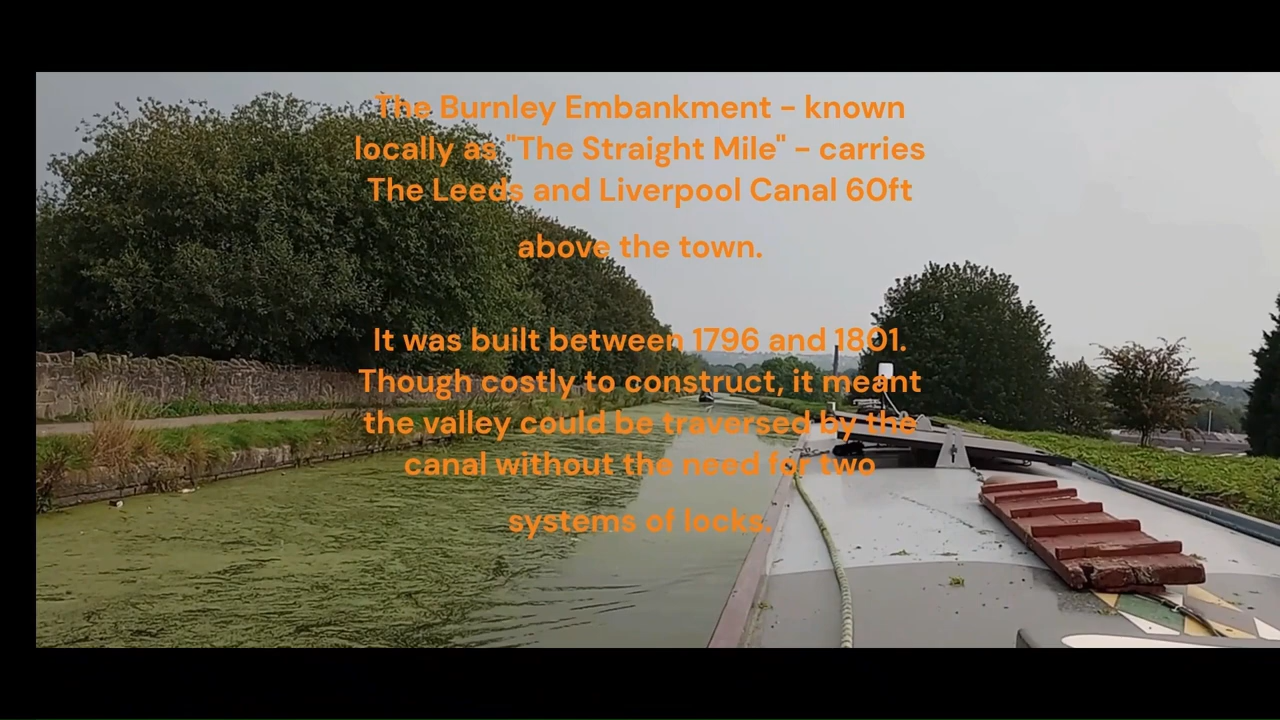 The Burnley Embankment - known
locally as "The Straight Mile" - carries
The Leeds and Liverpool Canal 60ft
above the town.
It was built between 1796 and 1801.
Though costly to construct, it meant
the valley could be traversed by the
canal without the need for two
systems of locks.